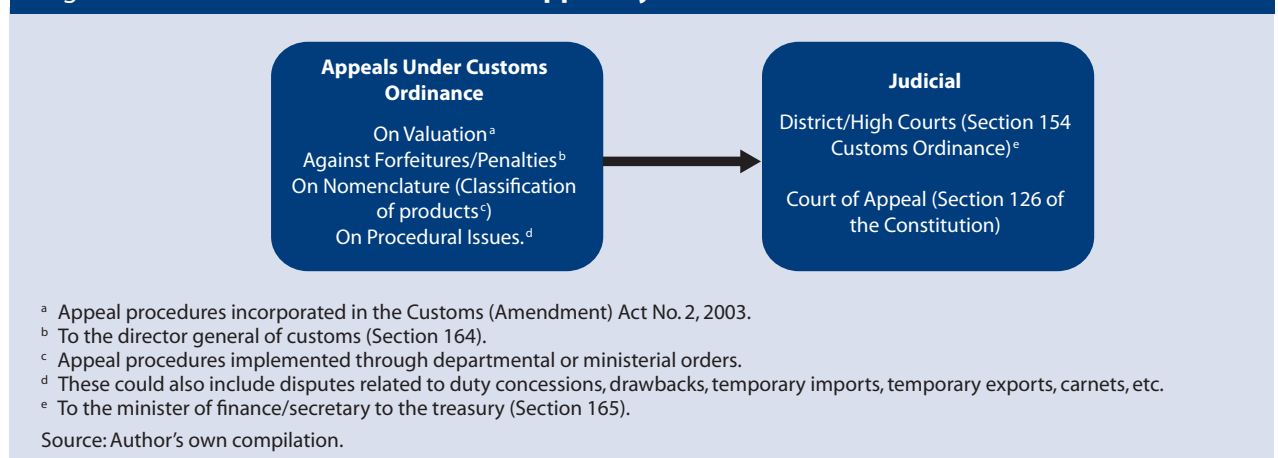 Appeals Under Customs
Ordinance
On Valuation a
Against Forfeitures/Penalties b
On Nomenclature (Classification
of products c)
On Procedural Issues. d
Judicial
District/High Courts (Section 154
Customs Ordinance) e
Court of Appeal (Section 126 of
the Constitution)
a Appeal procedures incorporated in the Customs (Amendment) Act No. 2, 2003.
b To the director general of customs (Section 164).
c Appeal procedures implemented through departmental or ministerial orders.
d These could also include disputes related to duty concessions, drawbacks, temporary imports, temporary exports, carnets, etc.
e To the minister of finance/secretary to the treasury (Section 165).
Source: Author's own compilation.